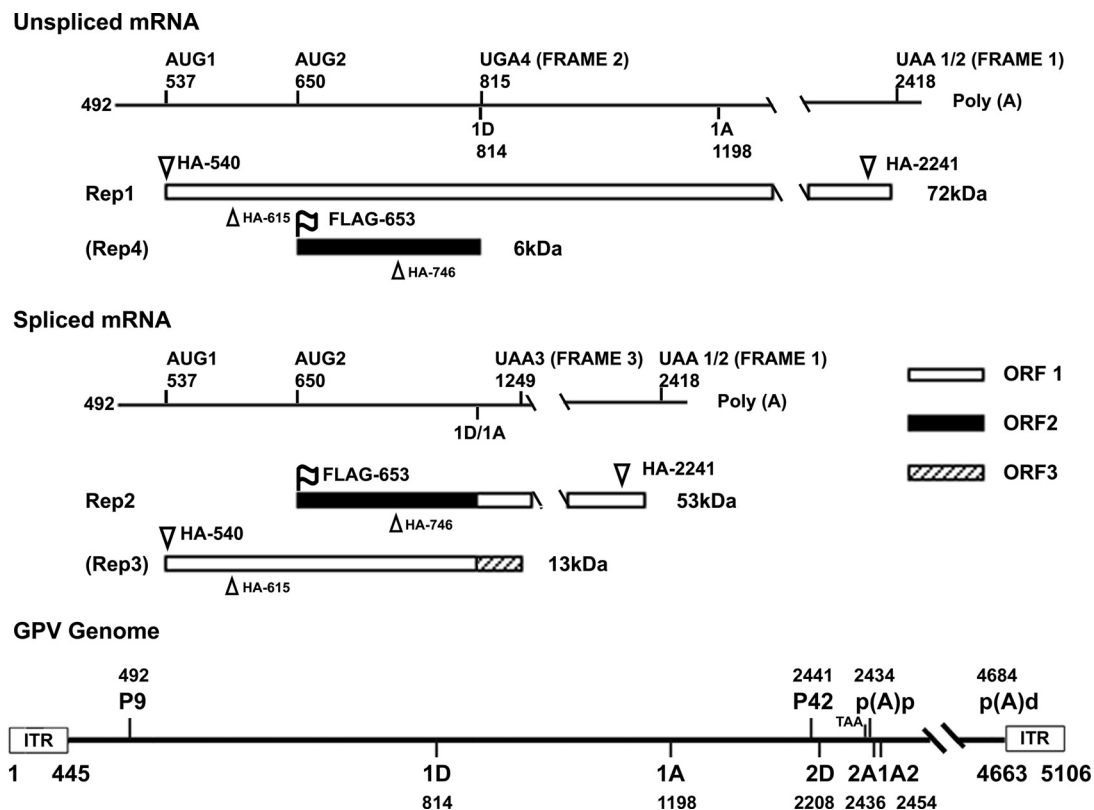 Unspliced mRNA
AUG1 AUG2 UGA4 (FRAME 2) UAA 1/2 (FRAME 1)
537 650 815 2418
492 Poly (A)
1D 1A
814 1198
HA-540 HA-2241
Rep1 72kDa
HA-615 FLAG-653
(Rep4) 6kDa
HA-746
Spliced mRNA
AUG1 AUG2 UAA3 (FRAME 3) UAA 1/2 (FRAME 1)
537 650 1249 2418
ORF 1
492 Poly (A)
1D/1A
ORF2
FLAG-653 HA-2241
ORF3
Rep2 53kDa
HA-746
HA-540
(Rep3) 13kDa
HA-615
GPV Genome
492 2441 2434 4684
P9 P42 p(A)p p(A)d
TAA
ITR ITR
1 445 1D 1A 2D 2A1A2 4663 5106
814 1198 2208 2436 2454